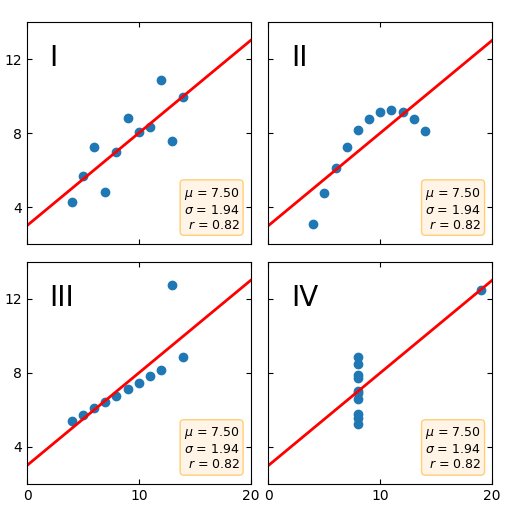 I
II
12
8
4
μ = 7.50
σ = 1.94
r = 0.82
μ = 7.50
σ = 1.94
r = 0.82
III
IV
12
8
4
μ = 7.50
σ = 1.94
r = 0.82
μ = 7.50
σ = 1.94
r = 0.82
0
10
20
0
10
20